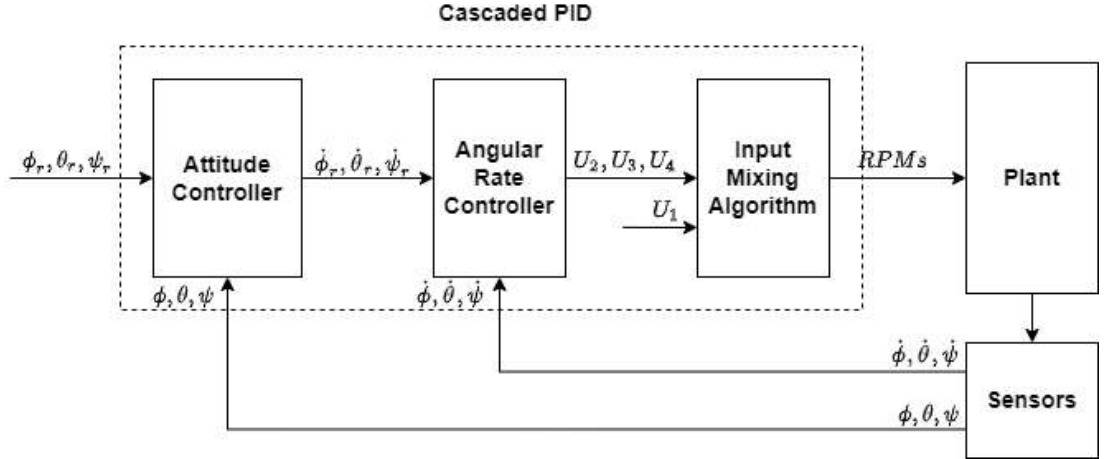 Cascaded PID
ϕ_r, θ_r, ψ_r
Attitude
Controller
ϕ̇_r, θ̇_r, ψ̇_r
Angular
Rate
Controller
U_2, U_3, U_4
U_1
Input
Mixing
Algorithm
RPMs
Plant
ϕ, θ, ψ
ϕ̇, θ̇, ψ̇
ϕ̇, θ̇, ψ̇
Sensors
ϕ, θ, ψ